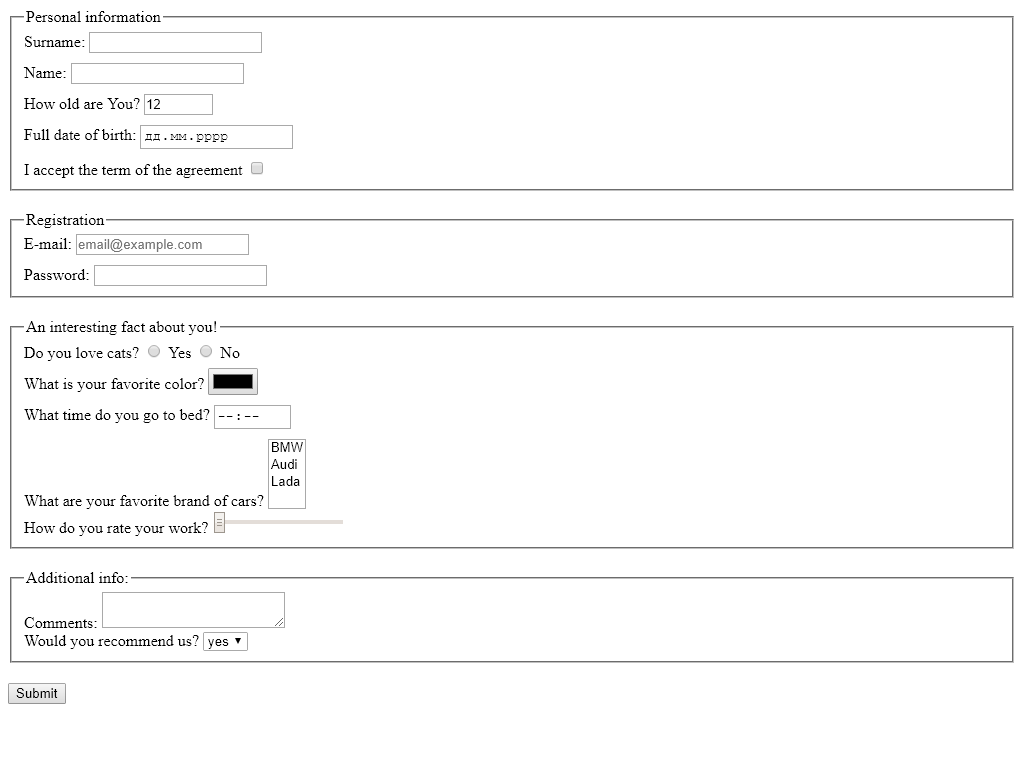 Personal information
Surname:
Name:
How old are You? 12
Full date of birth: дд.мм.рррр
I accept the term of the agreement
Registration
E-mail: email@example.com
Password:
An interesting fact about you!
Do you love cats? Yes No
What is your favorite color?
What time do you go to bed? --:--
BMW
Audi
Lada
What are your favorite brand of cars?
How do you rate your work?
Additional info:
Comments:
Would you recommend us? yes
Submit